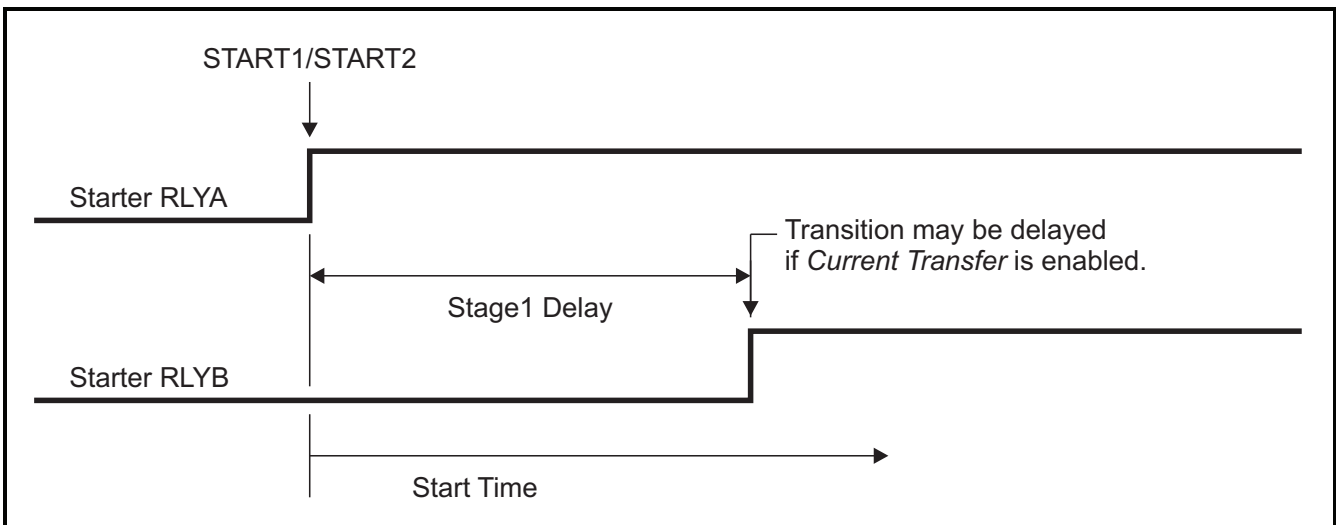 START1/START2
Starter RLYA
Transition may be delayed
if Current Transfer is enabled.
Stage1 Delay
Starter RLYB
Start Time